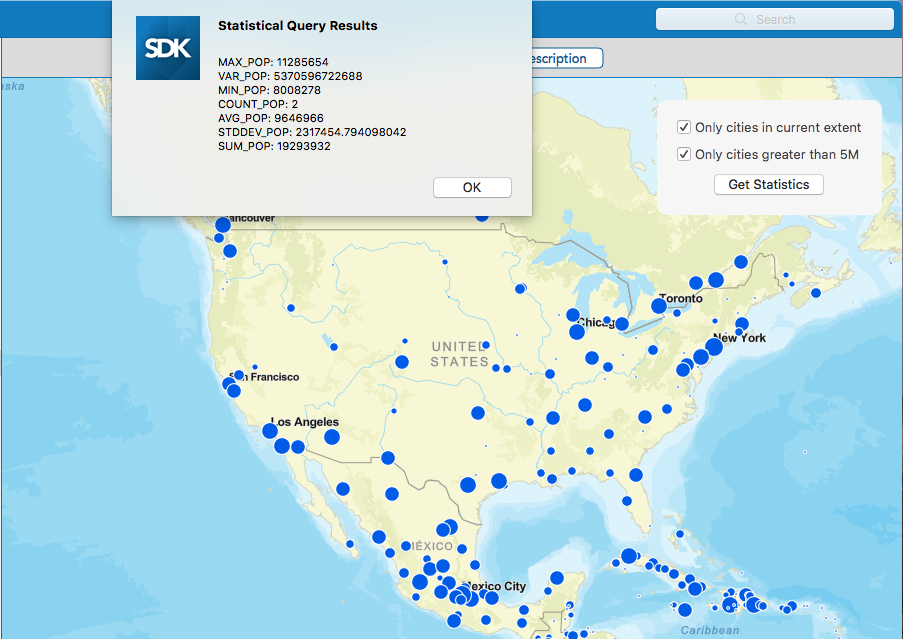 Search
Statistical Query Results
SDK
MAX_POP: 11285654
VAR_POP: 5370596722688
MIN_POP: 8008278
COUNT_POP: 2
AVG_POP: 9646966
STDDEV_POP: 2317454.794098042
SUM_POP: 19293932
OK
escription
aska
Only cities in current extent
Only cities greater than 5M
Get Statistics
ancouver
Toronto
Chicag
New York
UNITED
STATES
San Francisco
Los Angeles
MÉXICO
Mexico City
Caribbean